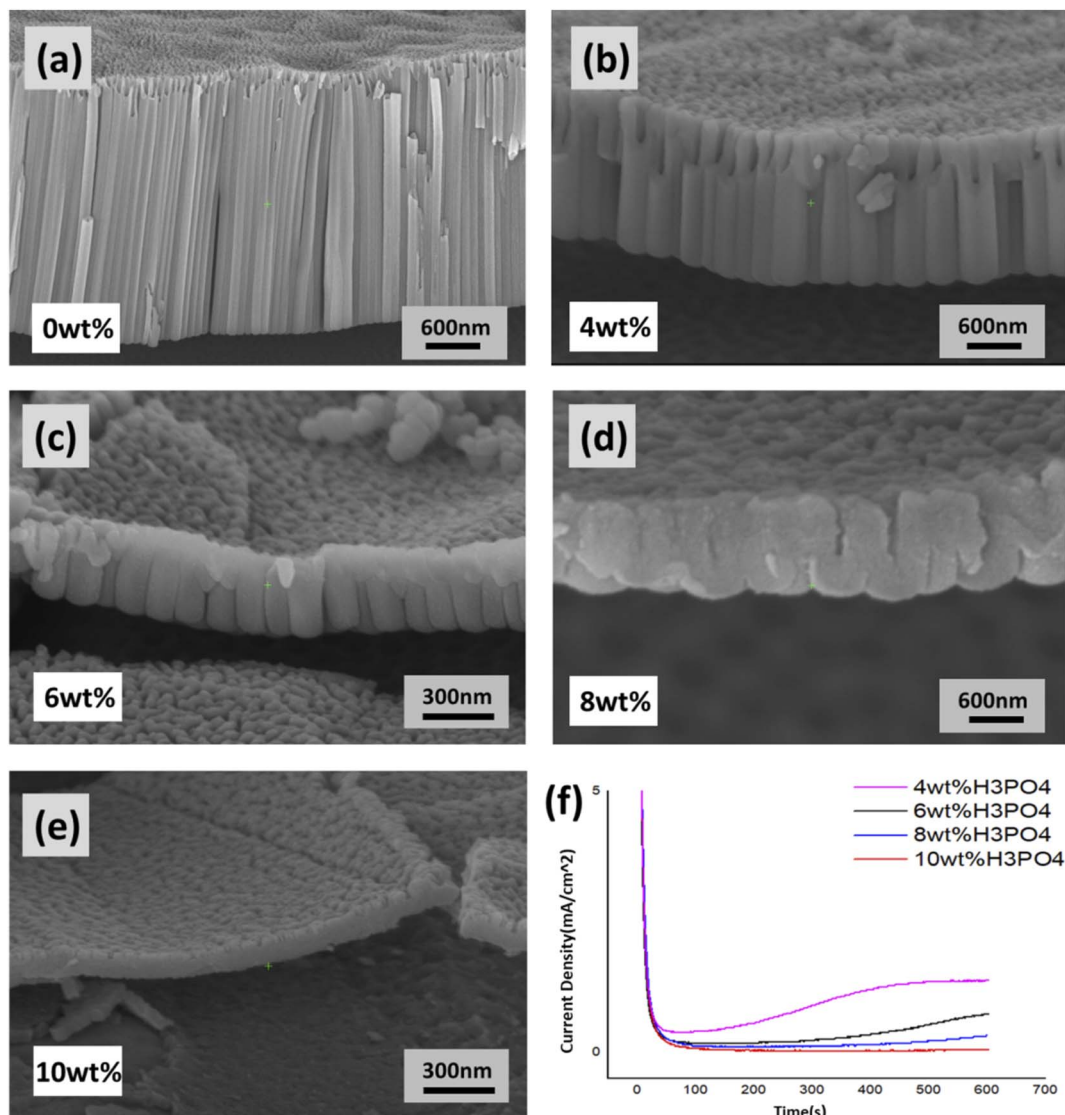 (a)
0wt%
600nm
(b)
4wt%
600nm
(c)
6wt%
300nm
(d)
8wt%
600nm
(e)
10wt%
300nm
(f)
4wt%H3PO4
6wt%H3PO4
8wt%H3PO4
10wt%H3PO4
5
0
Current Density(mA/cm^2)
0 100 200 300 400 500 600 700
Time(s)